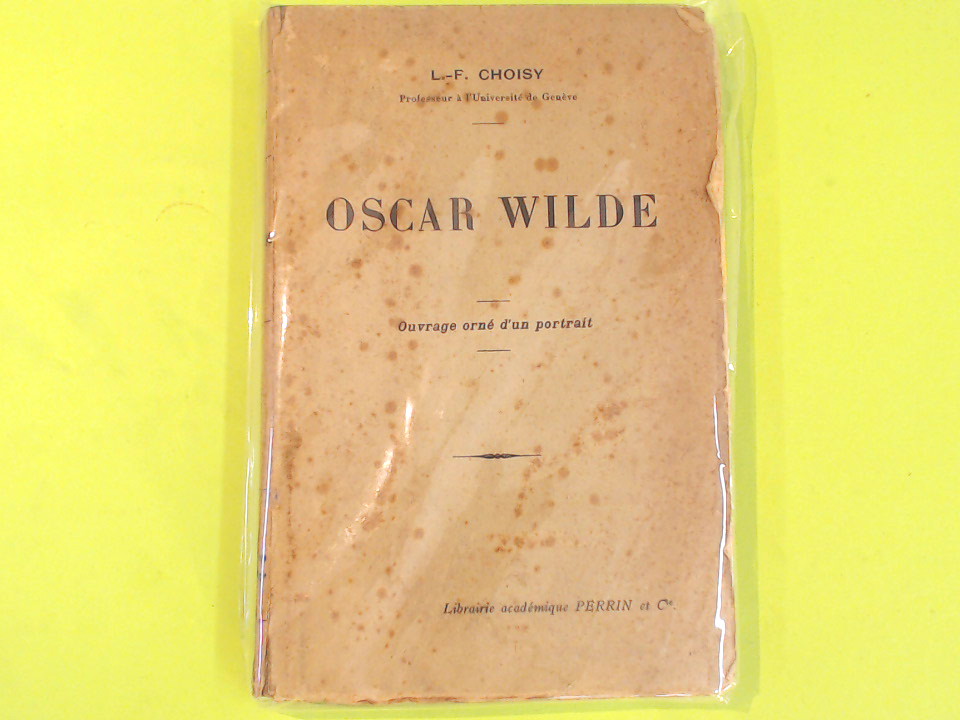 L.-F. CHOISY
Professeur à l'Université de Genève
OSCAR WILDE
Ouvrage orné d'un portrait
Librairie académique PERRIN et Cie.